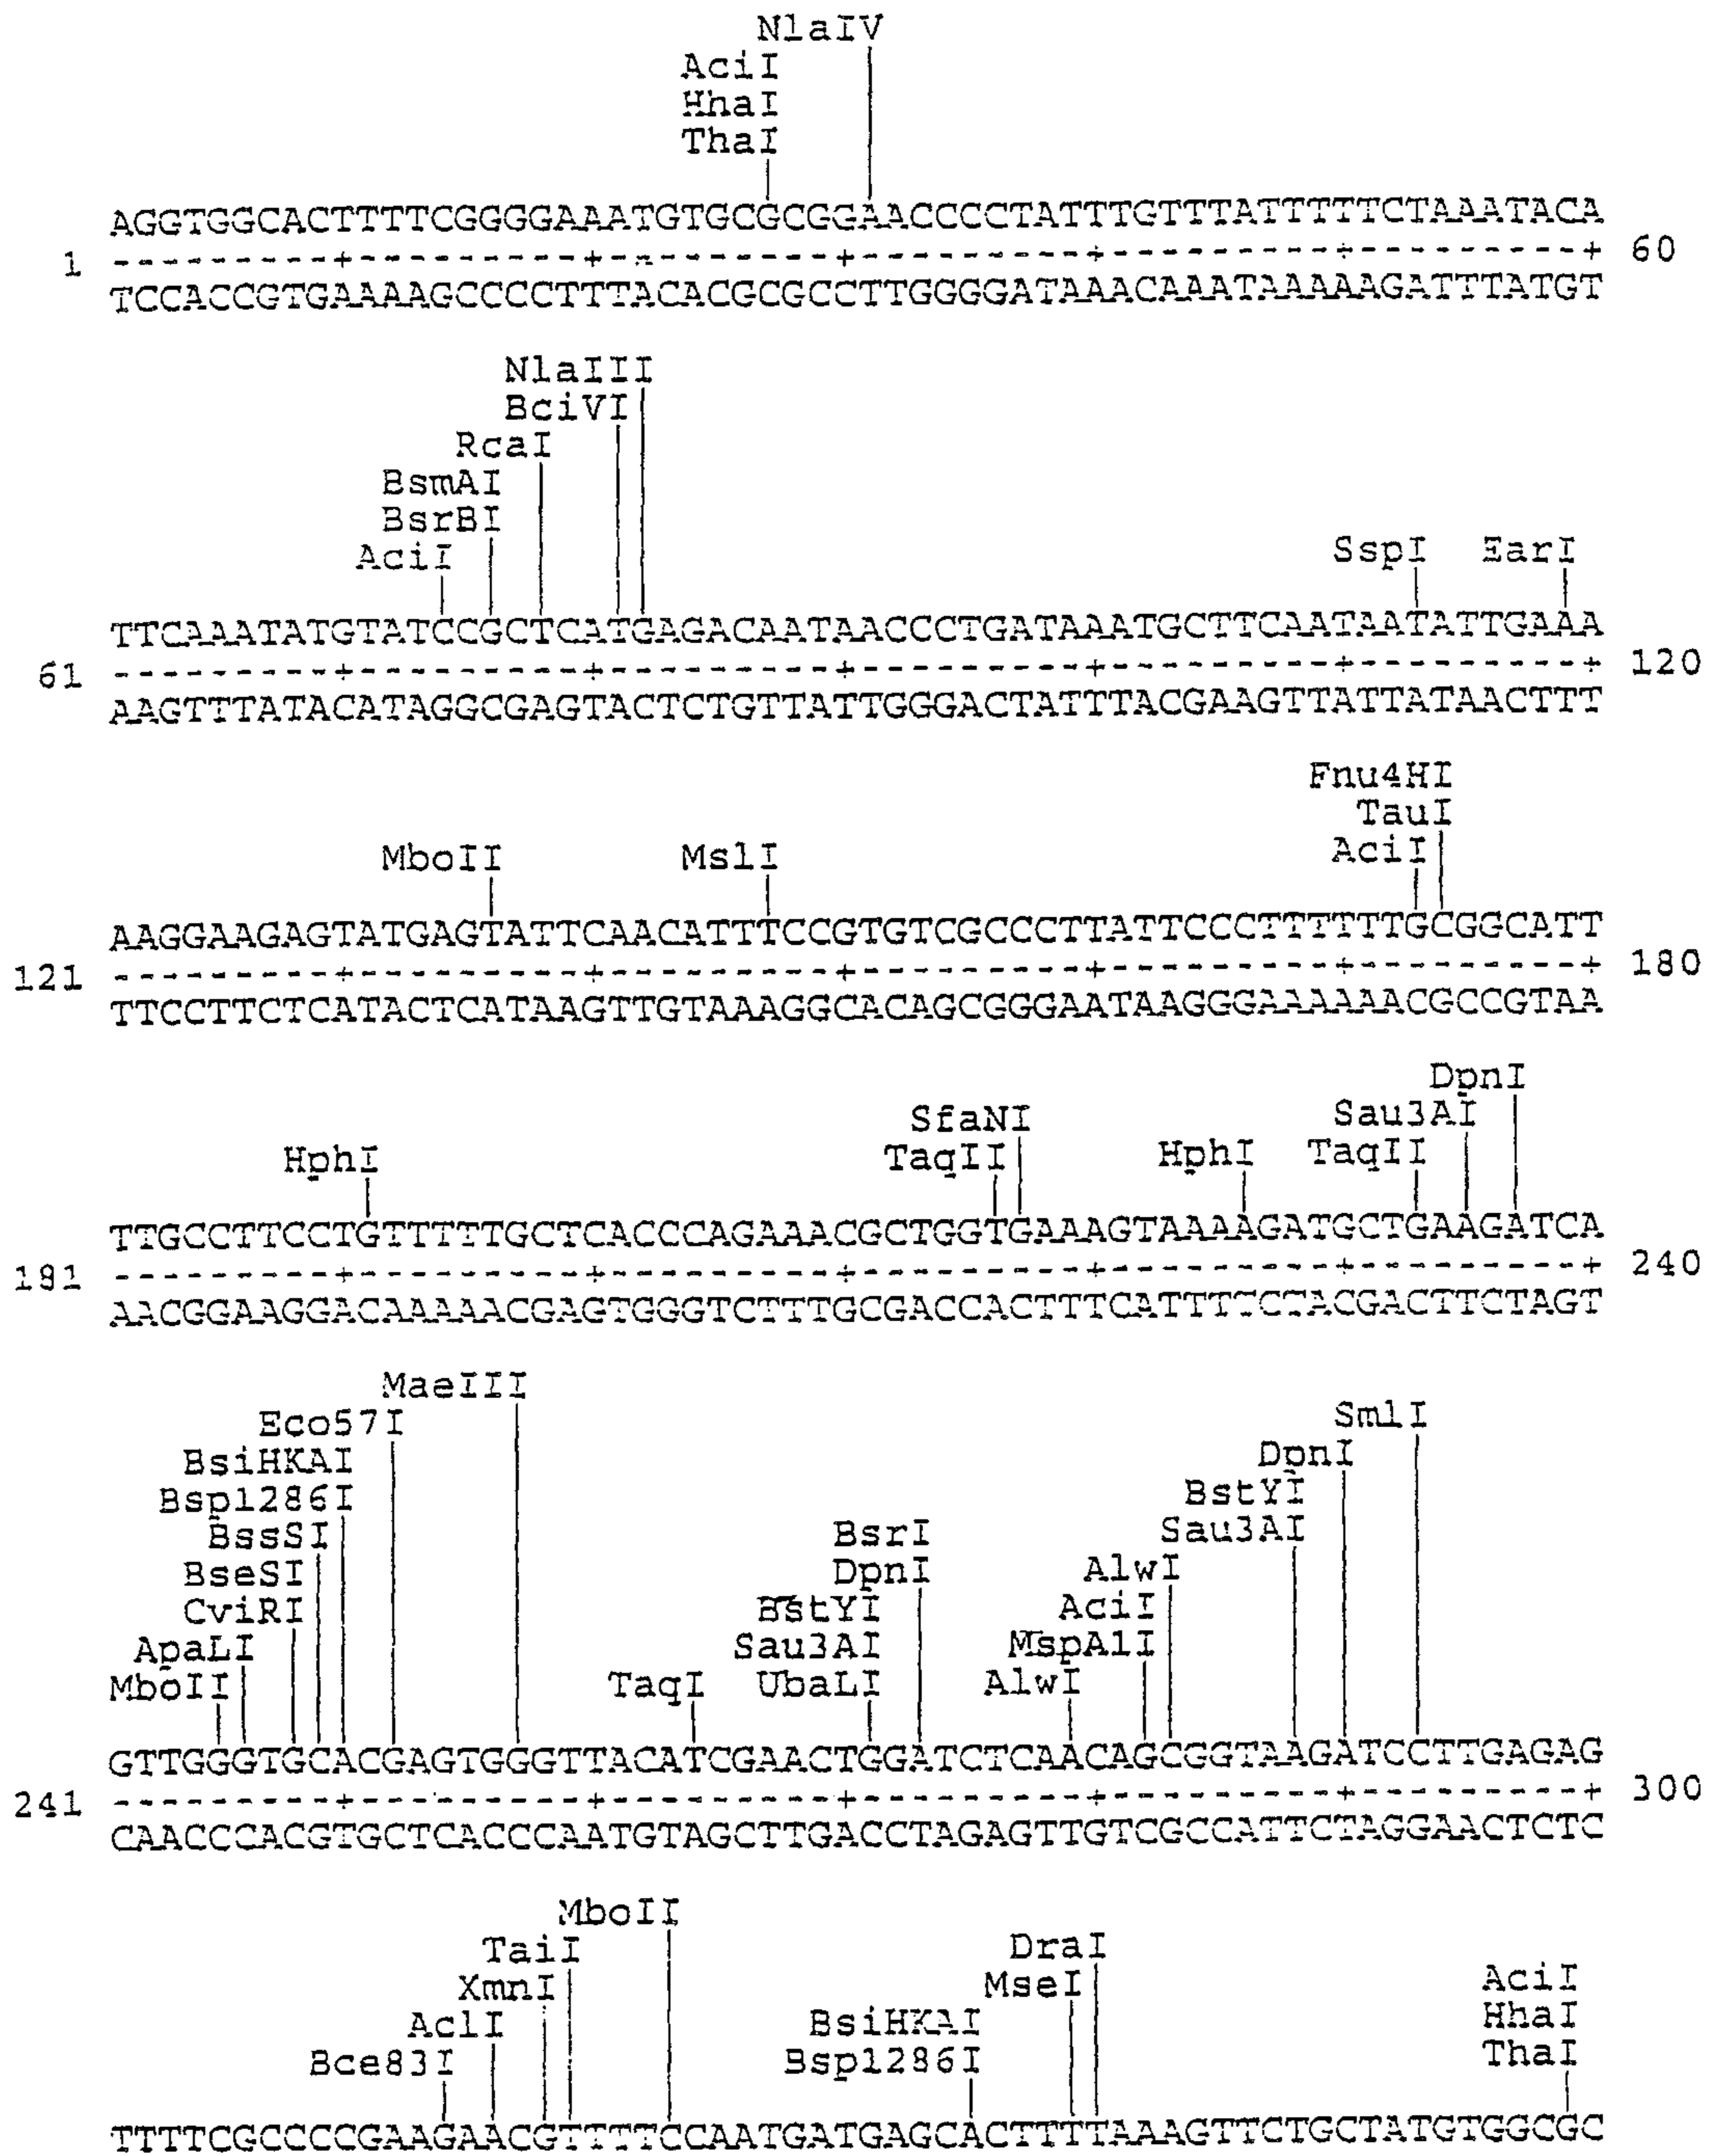 NlaIV
AciI
HhaI
ThaI
AGGTGGCACTTTTCGGGGAAATGTGCGCGGAACCCCTATTTGTTTATTTTTCTAAATACA
1 ---------+---------+---------+---------+---------+---------+ 60
TCCACCGTGAAAAGCCCCTTTACACGCGCCTTGGGGATAAACAAATAAAAAGATTTATGT
NlaIII
BciVI
RcaI
BsmAI
BsrBI
AciI SspI EarI
TTCAAATATGTATCCGCTCATGAGACAATAACCCTGATAAATGCTTCAATAATATTGAAA
61 ---------+---------+---------+---------+---------+---------+ 120
AAGTTTATACATAGGCGAGTACTCTGTTATTGGGACTATTTACGAAGTTATTATAACTTT
Fnu4HI
TauI
MboII MslI AciI
AAGGAAGAGTATGAGTATTCAACATTTCCGTGTCGCCCTTATTCCCTTTTTTGCGGCATT
121 ---------+---------+---------+---------+---------+---------+ 180
TTCCTTCTCATACTCATAAGTTGTAAAGGCACAGCGGGAATAAGGGAAAAAACGCCGTAA
DpnI
SfaNI Sau3AI
HphI TaqII HphI TaqII
TTGCCTTCCTGTTTTTGCTCACCCAGAAACGCTGGTGAAAGTAAAAGATGCTGAAGATCA
181 ---------+---------+---------+---------+---------+---------+ 240
AACGGAAGGACAAAAACGAGTGGGTCTTTGCGACCACTTTCATTTTCTACGACTTCTAGT
MaeIII
Eco57I SmlI
BsiHKAI DpnI
Bsp1286I BstYI
BssSI BsrI Sau3AI
BseSI DpnI AlwI
CviRI BstYI AciI
ApaLI Sau3AI MspA1I
MboII TaqI UbaLI AlwI
GTTGGGTGCACGAGTGGGTTACATCGAACTGGATCTCAACAGCGGTAAGATCCTTGAGAG
241 ---------+---------+---------+---------+---------+---------+ 300
CAACCCACGTGCTCACCCAATGTAGCTTGACCTAGAGTTGTCGCCATTCTAGGAACTCTC
MboII
TaiI DraI
XmnI MseI AciI
AclI BsiHKAI HhaI
Bce83I Bsp1286I ThaI
TTTTCGCCCCGAAGAACGTTTTCCAATGATGAGCACTTTTAAAGTTCTGCTATGTGGCGC